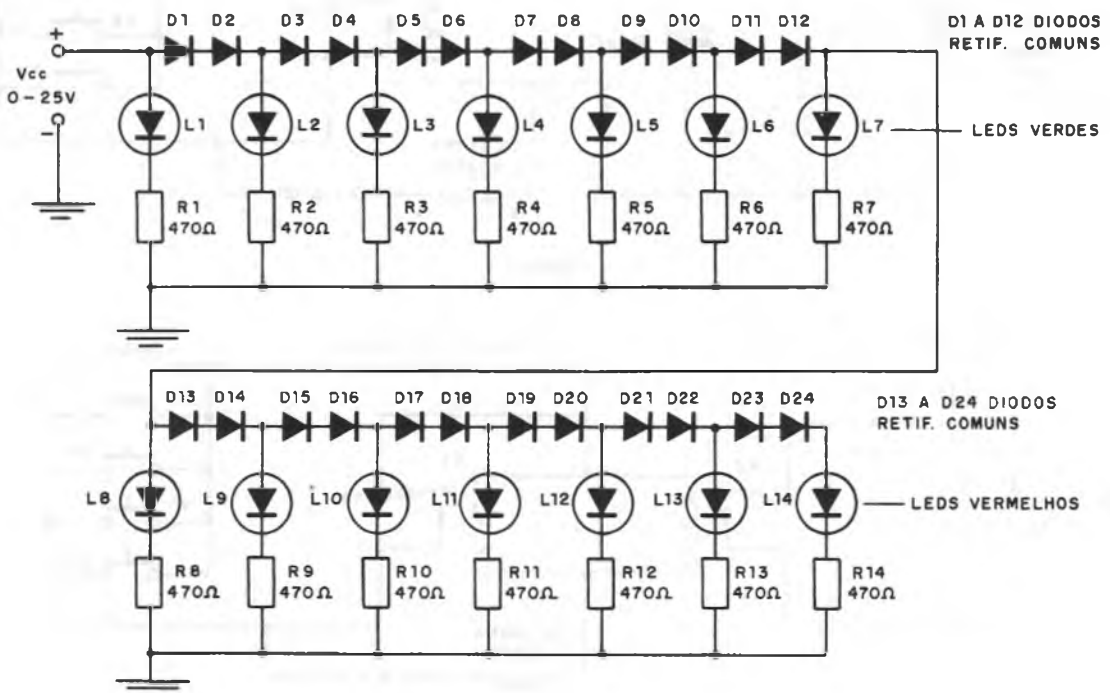 D1 D2 D3 D4 D5 D6 D7 D8 D9 D10 D11 D12
D1 A D12 DIODOS
RETIF. COMUNS
+
Vcc
0-25V
-
L1 L2 L3 L4 L5 L6 L7
LEDS VERDES
R1 R2 R3 R4 R5 R6 R7
470Ω 470Ω 470Ω 470Ω 470Ω 470Ω 470Ω
D13 D14 D15 D16 D17 D18 D19 D20 D21 D22 D23 D24
D13 A D24 DIODOS
RETIF. COMUNS
L8 L9 L10 L11 L12 L13 L14
LEDS VERMELHOS
R8 R9 R10 R11 R12 R13 R14
470Ω 470Ω 470Ω 470Ω 470Ω 470Ω 470Ω